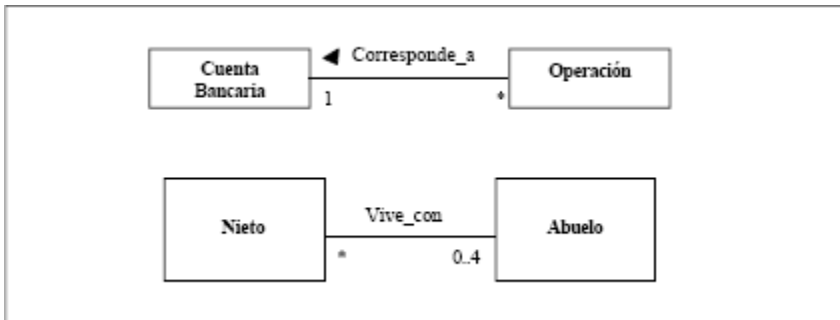 Cuenta
Bancaria
◀ Corresponde_a
1
*
Operación
Nieto
Vive_con
*
0..4
Abuelo